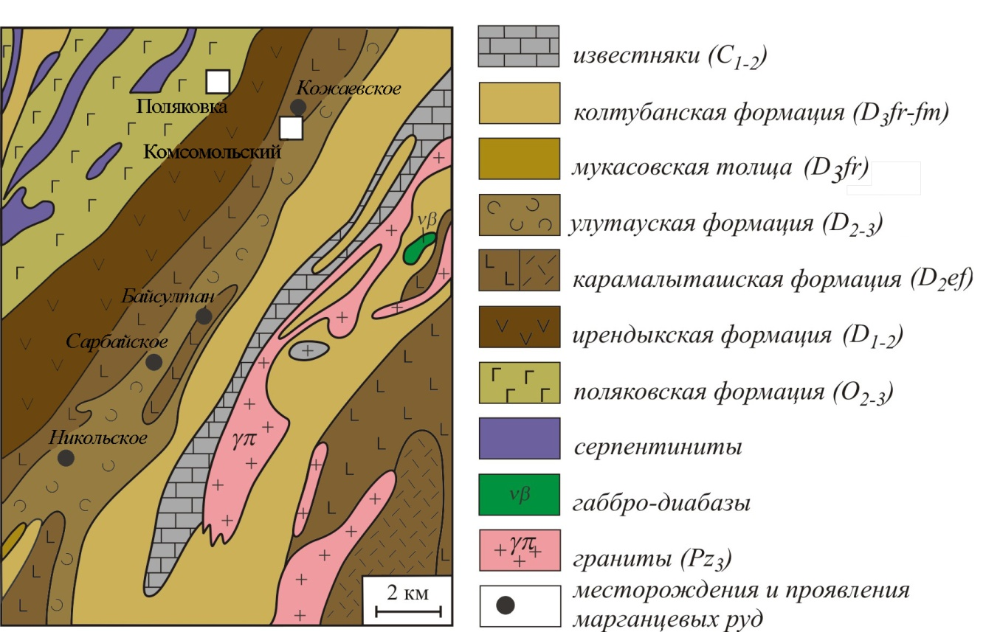 Кожаевское
Поляковка
Комсомольский
νβ
Байсултан
Сарбайское
Никольское
γπ
2 км
известняки (C1-2)
колтубанская формация (D3fr-fm)
мукасовская толща (D3fr)
улутауская формация (D2-3)
карамалыташская формация (D2ef)
ирендыкская формация (D1-2)
поляковская формация (O2-3)
серпентиниты
νβ габбро-диабазы
γπ граниты (Pz3)
месторождения и проявления
марганцевых руд